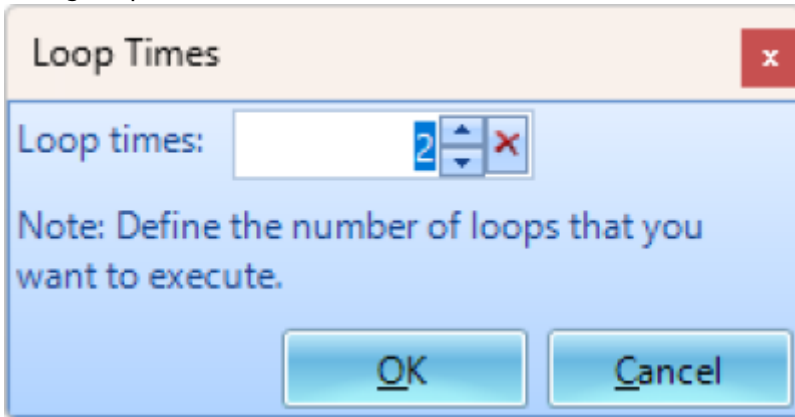 Loop Times
x
Loop times: 2
Note: Define the number of loops that you
want to execute.
OK Cancel